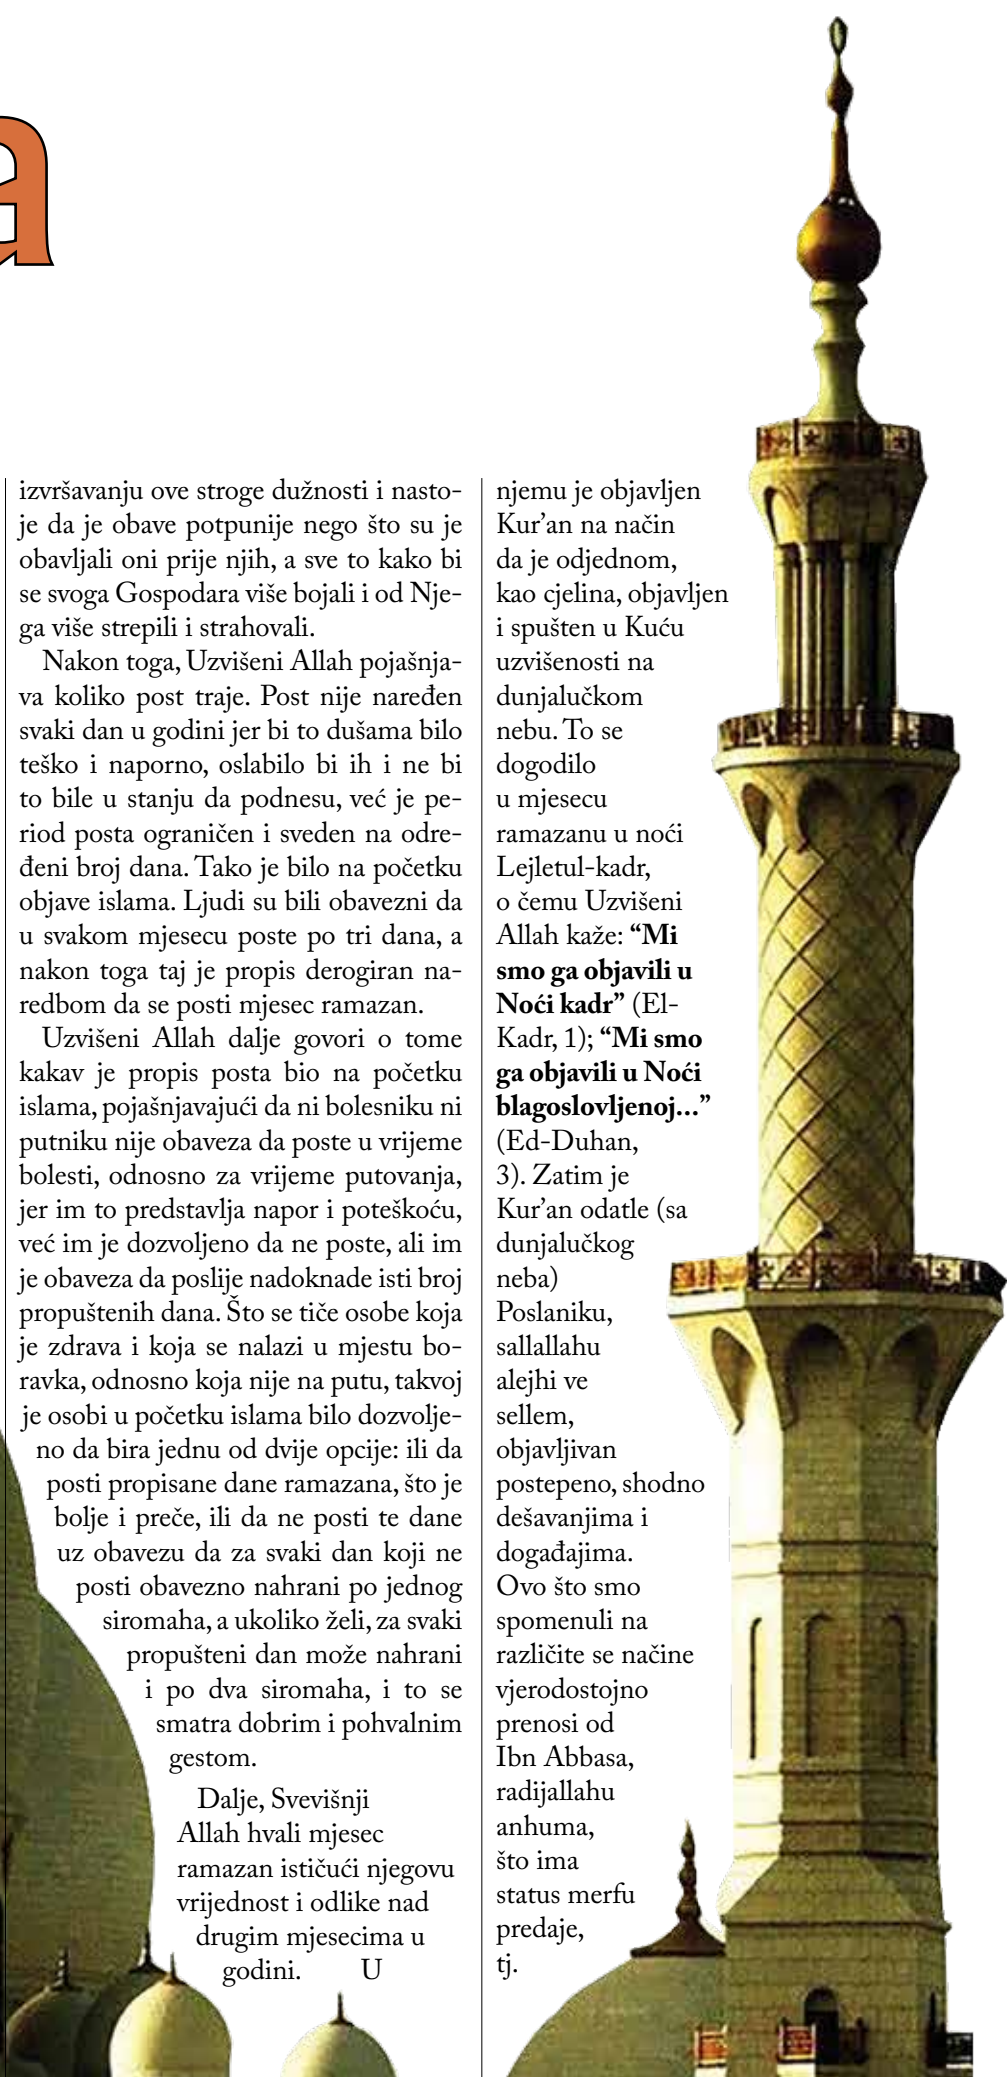 a
izvršavanju ove stroge dužnosti i nasto-
je da je obave potpunije nego što su je
obavljali oni prije njih, a sve to kako bi
se svoga Gospodara više bojali i od Nje-
ga više strepili i strahovali.
Nakon toga, Uzvišeni Allah pojašnja-
va koliko post traje. Post nije naređen
svaki dan u godini jer bi to dušama bilo
teško i naporno, oslabilo bi ih i ne bi
to bile u stanju da podnesu, već je pe-
riod posta ograničen i sveden na odre-
đeni broj dana. Tako je bilo na početku
objave islama. Ljudi su bili obavezni da
u svakom mjesecu poste po tri dana, a
nakon toga taj je propis derogiran na-
redbom da se posti mjesec ramazan.
Uzvišeni Allah dalje govori o tome
kakav je propis posta bio na početku
islama, pojašnjavajući da ni bolesniku ni
putniku nije obaveza da poste u vrijeme
bolesti, odnosno za vrijeme putovanja,
jer im to predstavlja napor i poteškoću,
već im je dozvoljeno da ne poste, ali im
je obaveza da poslije nadoknade isti broj
propuštenih dana. Što se tiče osobe koja
je zdrava i koja se nalazi u mjestu bo-
ravka, odnosno koja nije na putu, takvoj
je osobi u početku islama bilo dozvolje-
no da bira jednu od dvije opcije: ili da
posti propisane dane ramazana, što je
bolje i preče, ili da ne posti te dane
uz obavezu da za svaki dan koji ne
posti obavezno nahrani po jednog
siromaha, a ukoliko želi, za svaki
propušteni dan može nahrani
i po dva siromaha, i to se
smatra dobrim i pohvalnim
gestom.
Dalje, Svevišnji
Allah hvali mjesec
ramazan ističući njegovu
vrijednost i odlike nad
drugim mjesecima u
godini. U
njemu je objavljen
Kur’an na način
da je odjednom,
kao cjelina, objavljen
i spušten u Kuću
uzvišenosti na
dunjalučkom
nebu. To se
dogodilo
u mjesecu
ramazanu u noći
Lejletul-kadr,
o čemu Uzvišeni
Allah kaže: “Mi
smo ga objavili u
Noći kadr” (El-
Kadr, 1); “Mi smo
ga objavili u Noći
blagoslovljenoj...”
(Ed-Duhan,
3). Zatim je
Kur’an odatle (sa
dunjalučkog
neba)
Poslaniku,
sallallahu
alejhi ve
sellem,
objavljivan
postepeno, shodno
dešavanjima i
događajima.
Ovo što smo
spomenuli na
različite se načine
vjerodostojno
prenosi od
Ibn Abbasa,
radijallahu
anhuma,
što ima
status merfu
predaje,
tj.